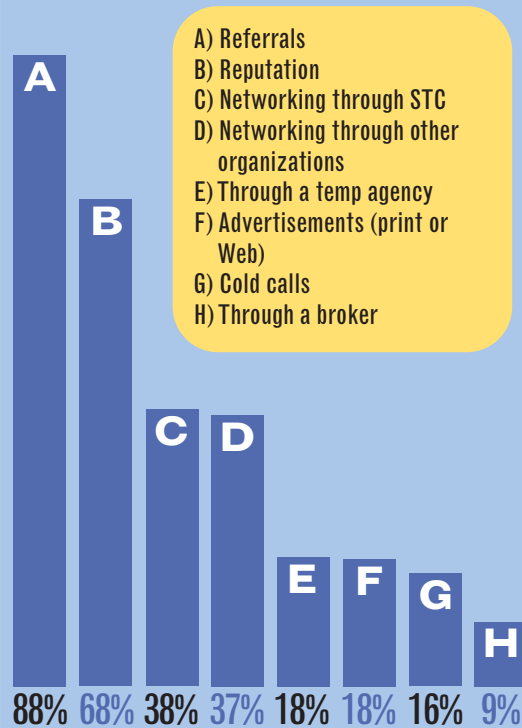 A) Referrals
B) Reputation
C) Networking through STC
D) Networking through other
organizations
E) Through a temp agency
F) Advertisements (print or
Web)
G) Cold calls
H) Through a broker
A
B
C
D
E
F
G
H
88% 68% 38% 37% 18% 18% 16% 9%